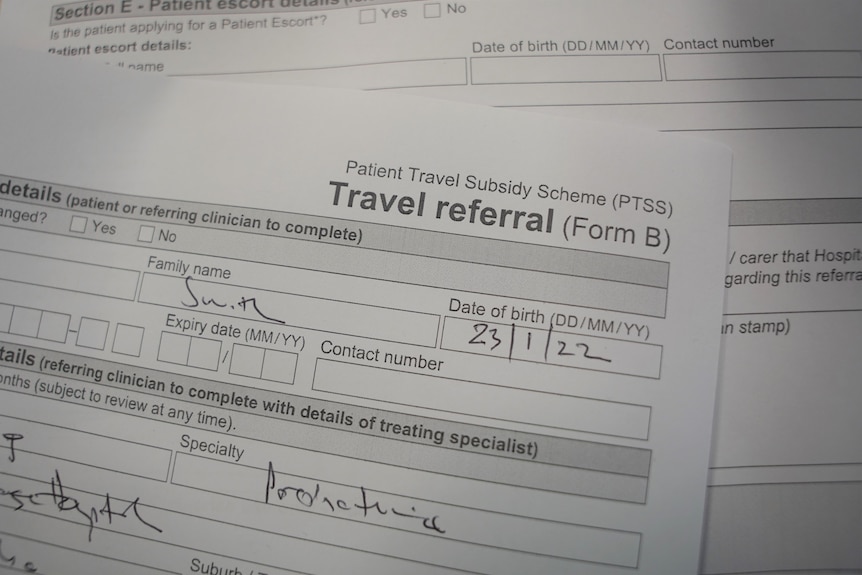 Section E - Patient escort details
Is the patient applying for a Patient Escort*? Yes No
Patient escort details:
name
Date of birth (DD/MM/YY) Contact number
Patient Travel Subsidy Scheme (PTSS)
Travel referral (Form B)
details (patient or referring clinician to complete)
anged? Yes No
Family name
Smith
Date of birth (DD/MM/YY)
23/1/22
Expiry date (MM/YY)
/
Contact number
tails (referring clinician to complete with details of treating specialist)
onths (subject to review at any time).
Specialty
Suburb /
/ carer that Hospit
garding this referra
n stamp)